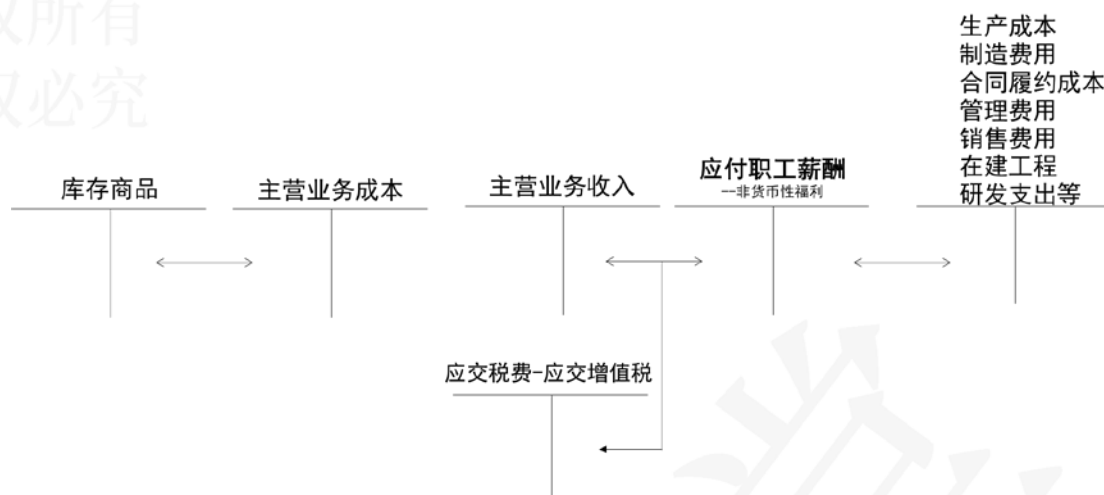 权所有
权必究
生产成本
制造费用
合同履约成本
管理费用
销售费用
在建工程
研发支出等
库存商品
主营业务成本
主营业务收入
应付职工薪酬
--非货币性福利
应交税费-应交增值税